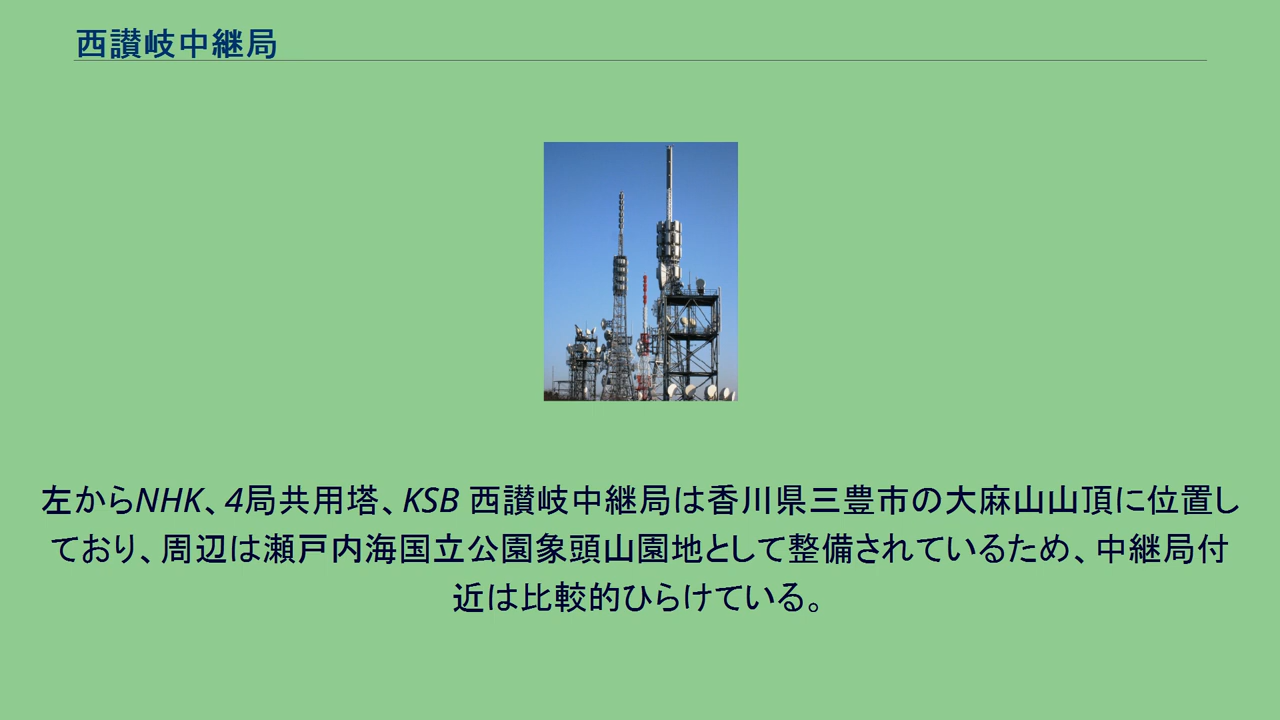 西讃岐中継局
左からNHK、4局共用塔、KSB 西讃岐中継局は香川県三豊市の大麻山山頂に位置し
ており、周辺は瀬戸内海国立公園象頭山園地として整備されているため、中継局付
近は比較的ひらけている。